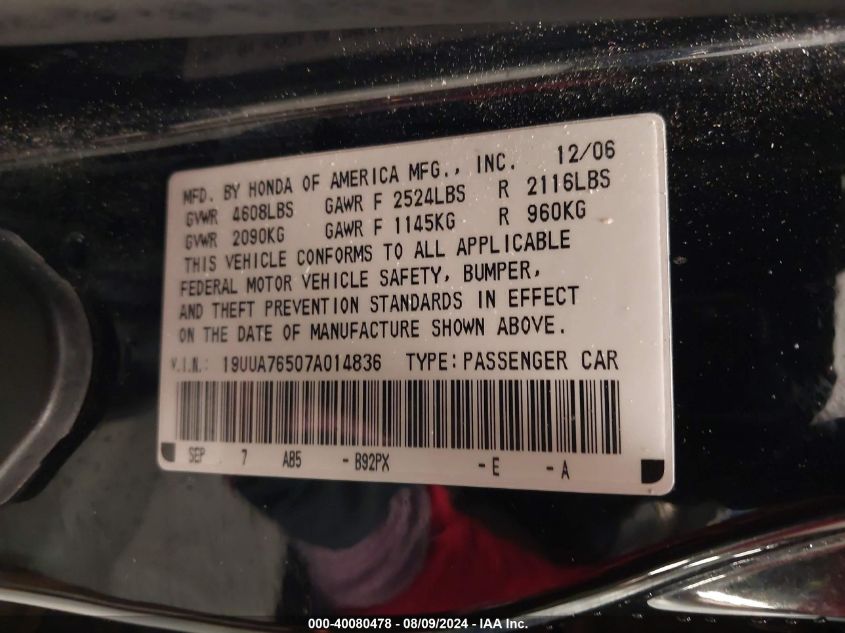 MFD. BY HONDA OF AMERICA MFG., INC. 12/06
GVWR 4608LBS GAWR F 2524LBS R 2116LBS
GVWR 2090KG GAWR F 1145KG R 960KG
THIS VEHICLE CONFORMS TO ALL APPLICABLE
FEDERAL MOTOR VEHICLE SAFETY, BUMPER,
AND THEFT PREVENTION STANDARDS IN EFFECT
ON THE DATE OF MANUFACTURE SHOWN ABOVE.
V.I.N.: 19UUA76507A014836 TYPE:PASSENGER CAR
SEP 7 A85 - B92PX - E - A
000-40080478 - 08/09/2024 - IAA Inc.